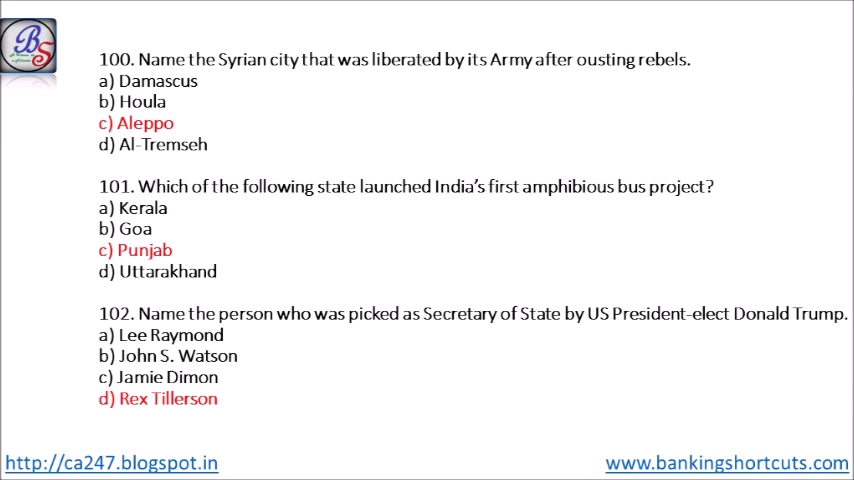 BS
100. Name the Syrian city that was liberated by its Army after ousting rebels.
a) Damascus
b) Houla
c) Aleppo
d) Al-Tremseh
101. Which of the following state launched India's first amphibious bus project?
a) Kerala
b) Goa
c) Punjab
d) Uttarakhand
102. Name the person who was picked as Secretary of State by US President-elect Donald Trump.
a) Lee Raymond
b) John S. Watson
c) Jamie Dimon
d) Rex Tillerson
http://ca247.blogspot.in
www.bankingshortcuts.com